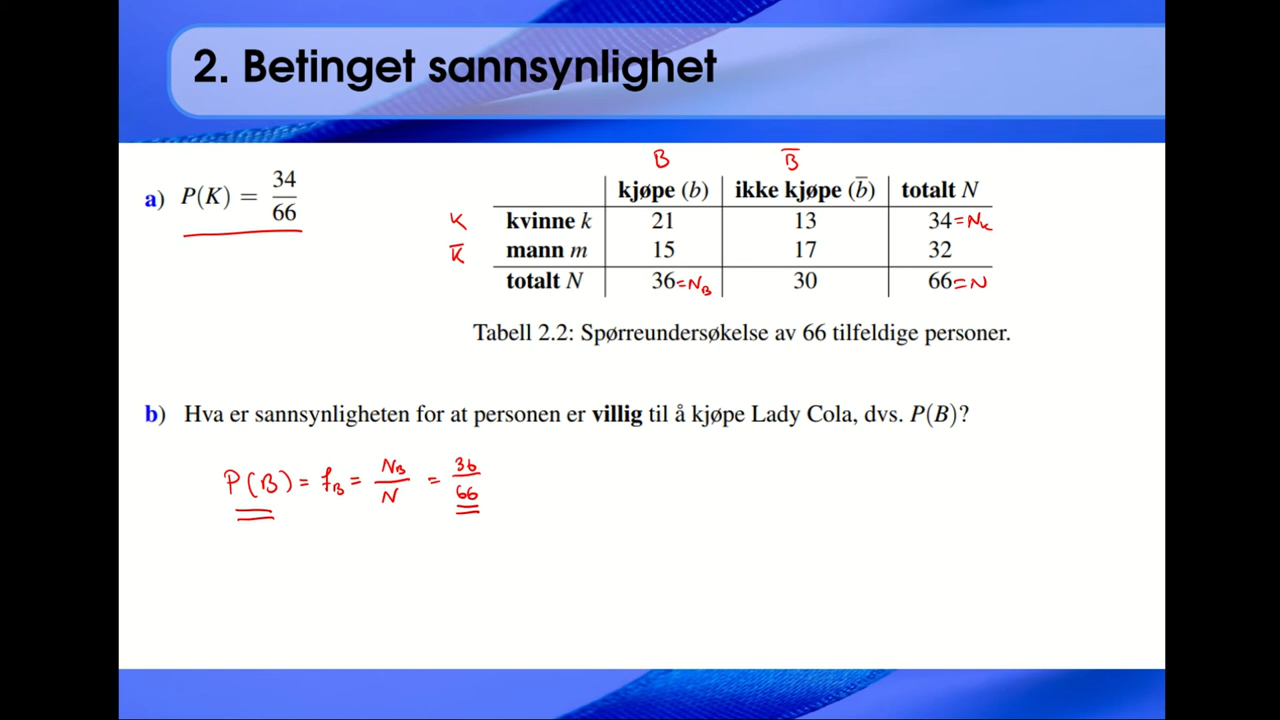 2. Betinget sannsynlighet
a) P(K) = 34/66
B B̄
kjøpe (b) ikke kjøpe (b̄) totalt N
K kvinne k 21 13 34 = N_K
K̄ mann m 15 17 32
totalt N 36 = N_B 30 66 = N
Tabell 2.2: Spørreundersøkelse av 66 tilfeldige personer.
b) Hva er sannsynligheten for at personen er villig til å kjøpe Lady Cola, dvs. P(B)?
P(B) = f_B = N_B/N = 36/66